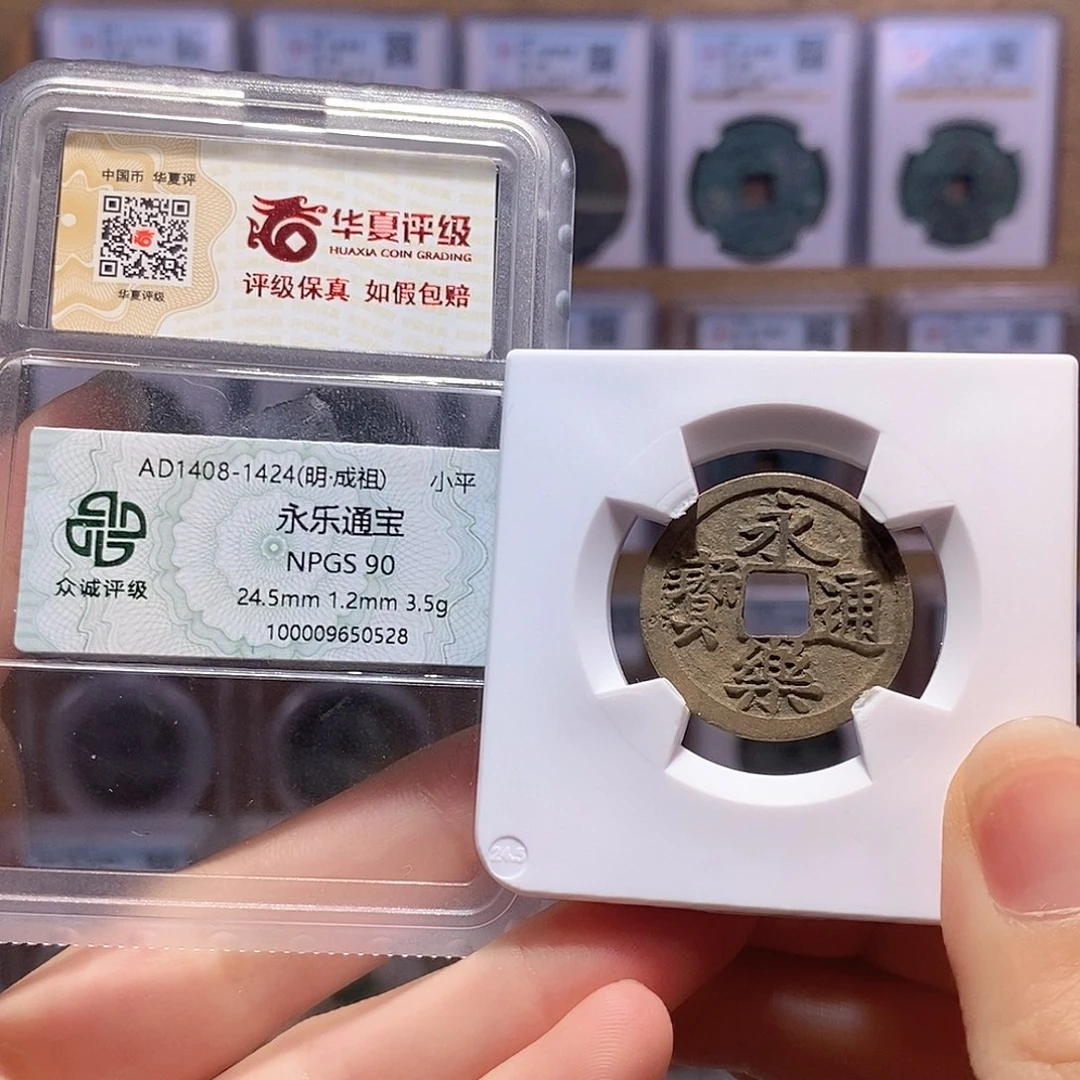 中国币 华夏评
华夏评级
华夏评级
HUAXIA COIN GRADING
评级保真 如假包赔
AD1408-1424(明·成祖) 小平
永乐通宝
NPGS 90
24.5mm 1.2mm 3.5g
100009650528
众诚评级
永樂通寳
24.5